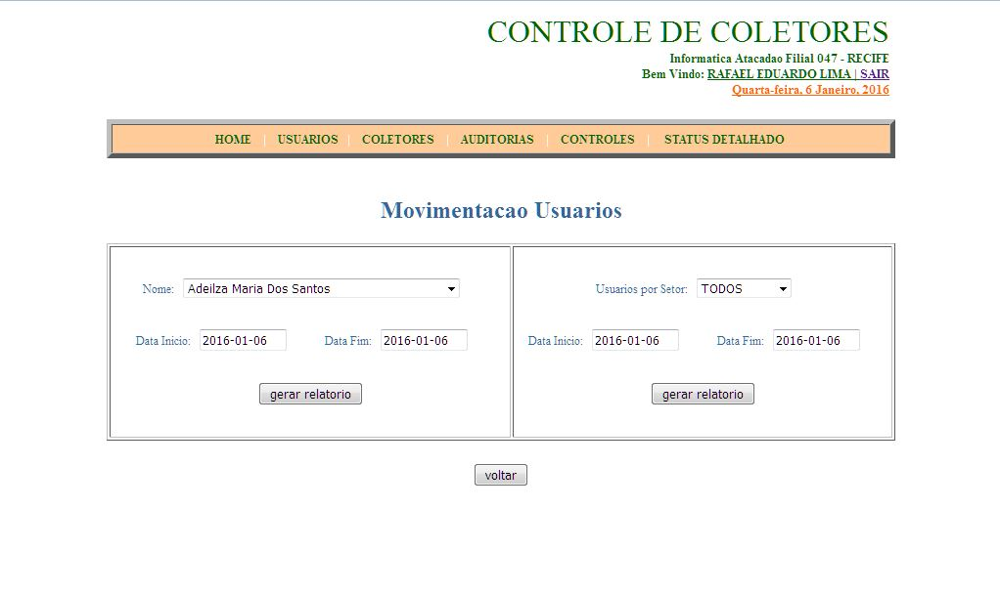 CONTROLE DE COLETORES
Informatica Atacadao Filial 047 - RECIFE
Bem Vindo: RAFAEL EDUARDO LIMA | SAIR
Quarta-feira, 6 Janeiro, 2016
HOME | USUARIOS | COLETORES | AUDITORIAS | CONTROLES | STATUS DETALHADO
Movimentacao Usuarios
Nome: Adeilza Maria Dos Santos
Data Inicio: 2016-01-06 Data Fim: 2016-01-06
gerar relatorio
Usuarios por Setor: TODOS
Data Inicio: 2016-01-06 Data Fim: 2016-01-06
gerar relatorio
voltar